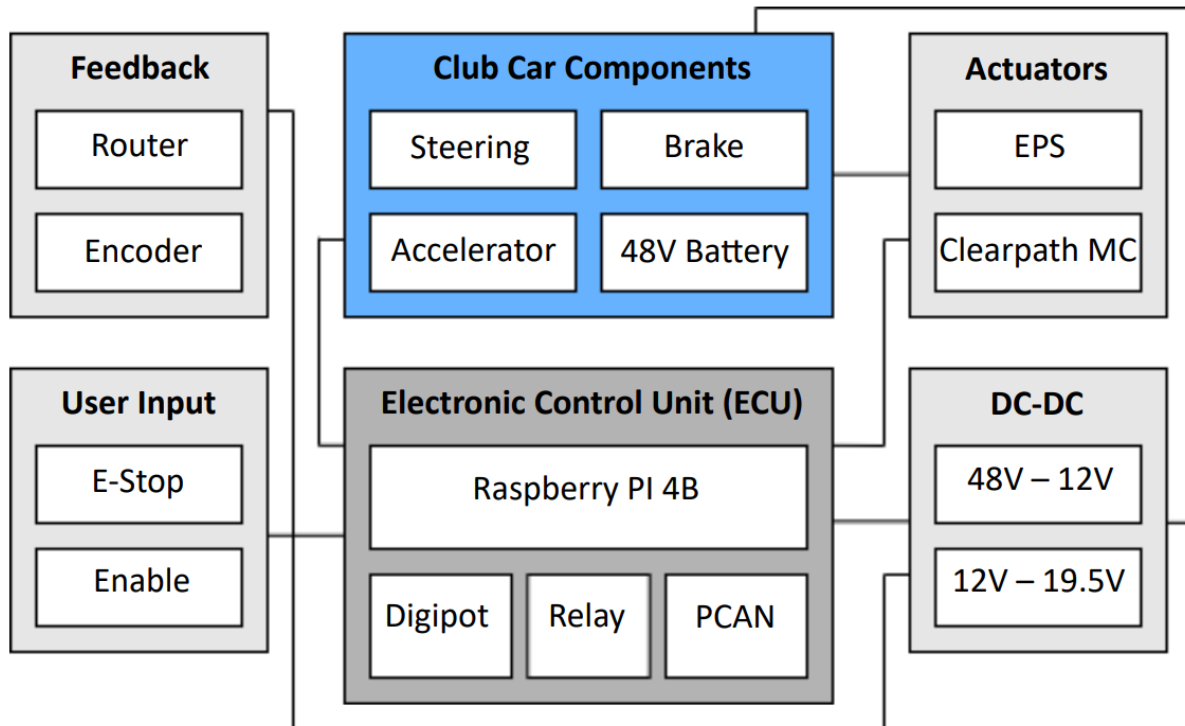 Feedback
Router
Encoder
Club Car Components
Steering
Brake
Accelerator
48V Battery
Actuators
EPS
Clearpath MC
User Input
E-Stop
Enable
Electronic Control Unit (ECU)
Raspberry PI 4B
Digipot
Relay
PCAN
DC-DC
48V – 12V
12V – 19.5V